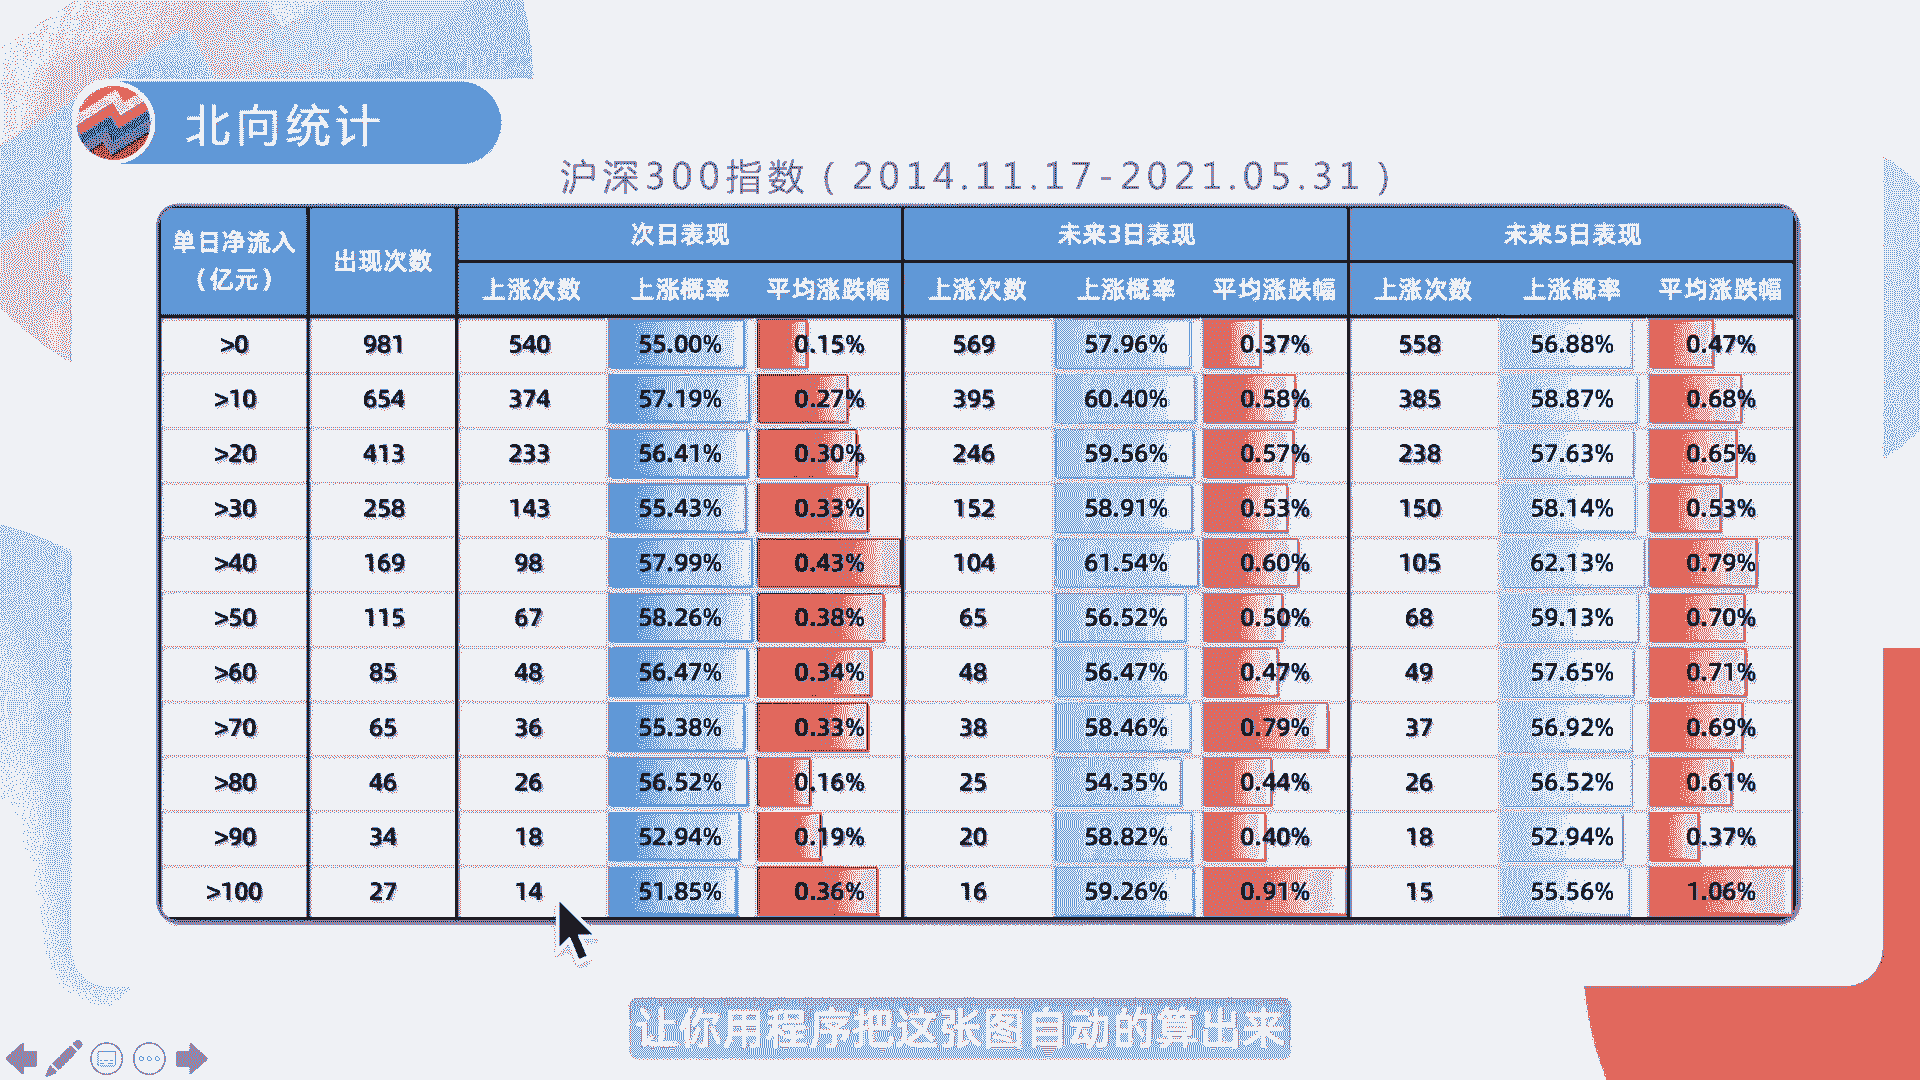 北向统计
沪深300指数(2014.11.17-2021.05.31)
单日净流入(亿元) 出现次数 次日表现 未来3日表现 未来5日表现
上涨次数 上涨概率 平均涨跌幅 上涨次数 上涨概率 平均涨跌幅 上涨次数 上涨概率 平均涨跌幅
>0 981 540 55.00% 0.15% 569 57.96% 0.37% 558 56.88% 0.47%
>10 654 374 57.19% 0.27% 395 60.40% 0.58% 385 58.87% 0.68%
>20 413 233 56.41% 0.30% 246 59.56% 0.57% 238 57.63% 0.65%
>30 258 143 55.43% 0.33% 152 58.91% 0.53% 150 58.14% 0.53%
>40 169 98 57.99% 0.43% 104 61.54% 0.60% 105 62.13% 0.79%
>50 115 67 58.26% 0.38% 65 56.52% 0.50% 68 59.13% 0.70%
>60 85 48 56.47% 0.34% 48 56.47% 0.47% 49 57.65% 0.71%
>70 65 36 55.38% 0.33% 38 58.46% 0.79% 37 56.92% 0.69%
>80 46 26 56.52% 0.16% 25 54.35% 0.44% 26 56.52% 0.61%
>90 34 18 52.94% 0.19% 20 58.82% 0.40% 18 52.94% 0.37%
>100 27 14 51.85% 0.36% 16 59.26% 0.91% 15 55.56% 1.06%
让你用程序把这张图自动的算出来